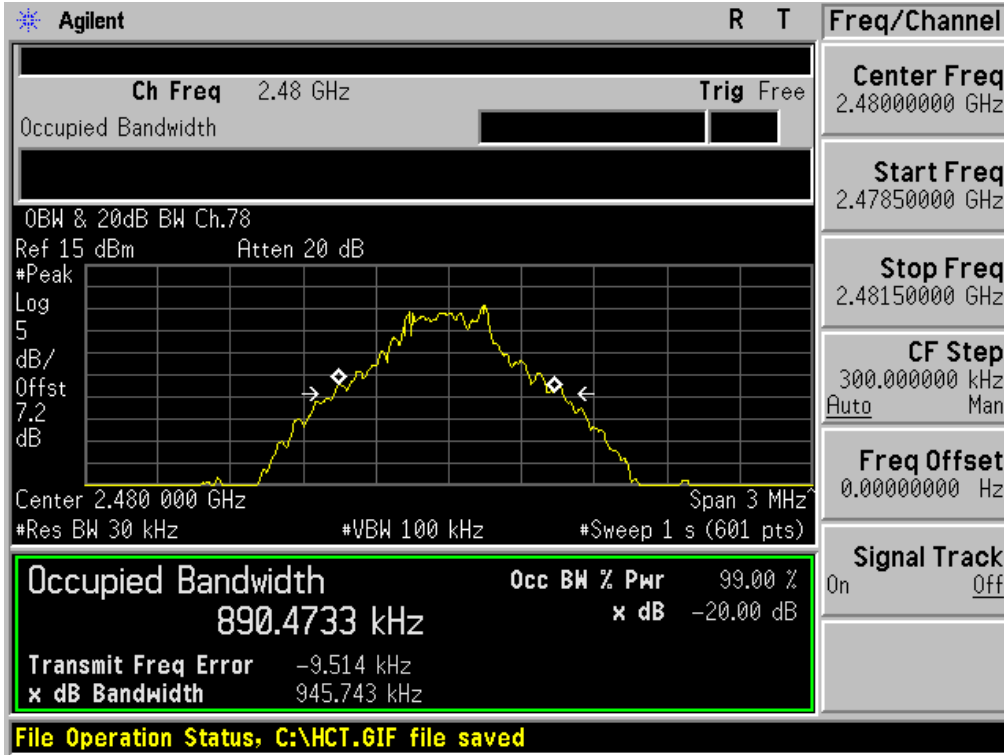 Agilent R T
Freq/Channel
Ch Freq 2.48 GHz Trig Free
Occupied Bandwidth
Center Freq
2.48000000 GHz
Start Freq
2.47850000 GHz
Stop Freq
2.48150000 GHz
CF Step
300.000000 kHz
Auto Man
Freq Offset
0.00000000 Hz
Signal Track
On Off
OBW & 20dB BW Ch.78
Ref 15 dBm Atten 20 dB
#Peak
Log
5
dB/
Offst
7.2
dB
Center 2.480 000 GHz Span 3 MHz^
#Res BW 30 kHz #VBW 100 kHz #Sweep 1 s (601 pts)
Occupied Bandwidth Occ BW % Pwr 99.00 %
890.4733 kHz x dB -20.00 dB
Transmit Freq Error -9.514 kHz
x dB Bandwidth 945.743 kHz
File Operation Status, C:\HCT.GIF file saved